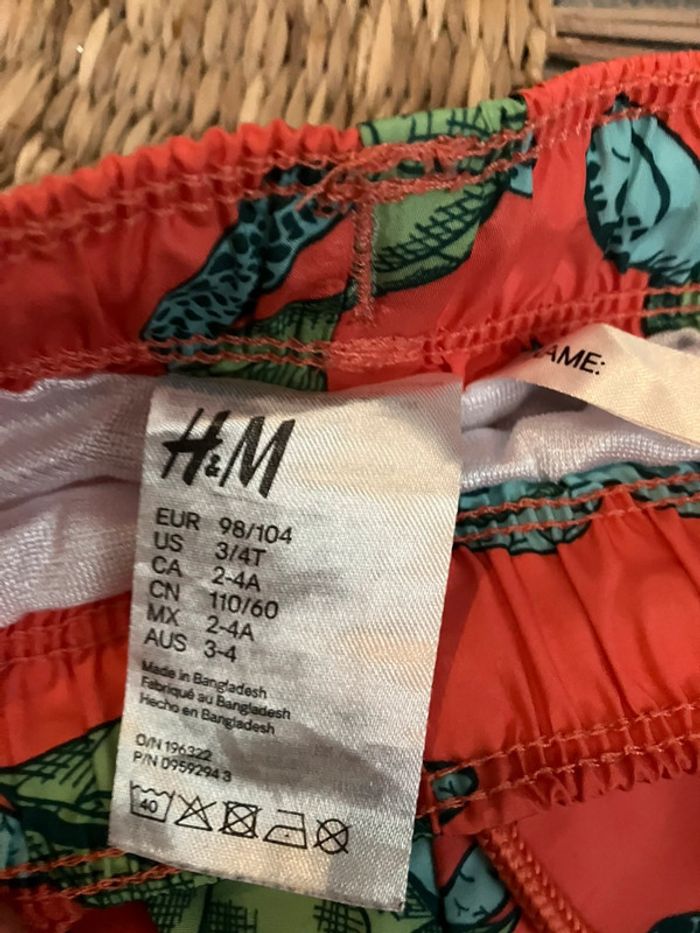 AME:
H&M
EUR 98/104
US 3/4T
CA 2-4A
CN 110/60
MX 2-4A
AUS 3-4
Made in Bangladesh
Fabriqué au Bangladesh
Hecho en Bangladesh
O/N 196322
P/N 0959294 3
40